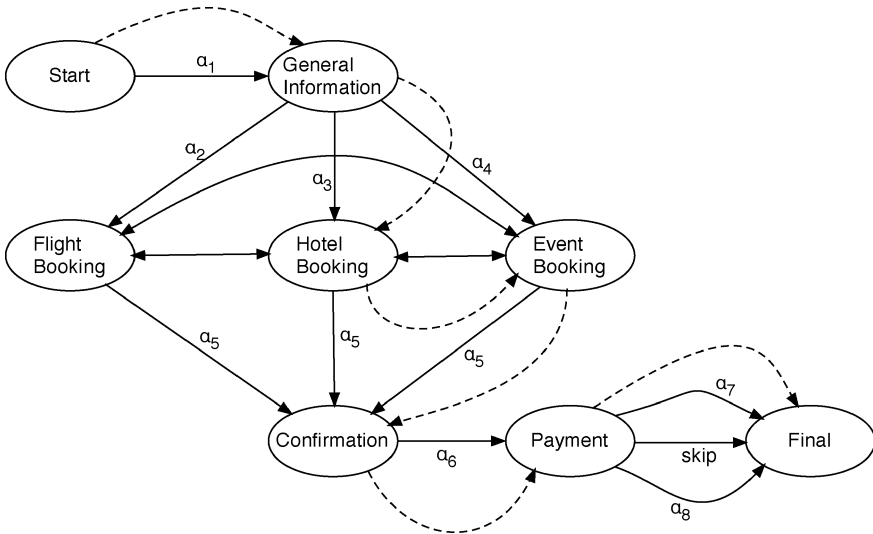 Start
α1
General
Information
α2
α3
α4
Flight
Booking
Hotel
Booking
Event
Booking
α5
α5
α5
Confirmation
α6
Payment
α7
skip
α8
Final